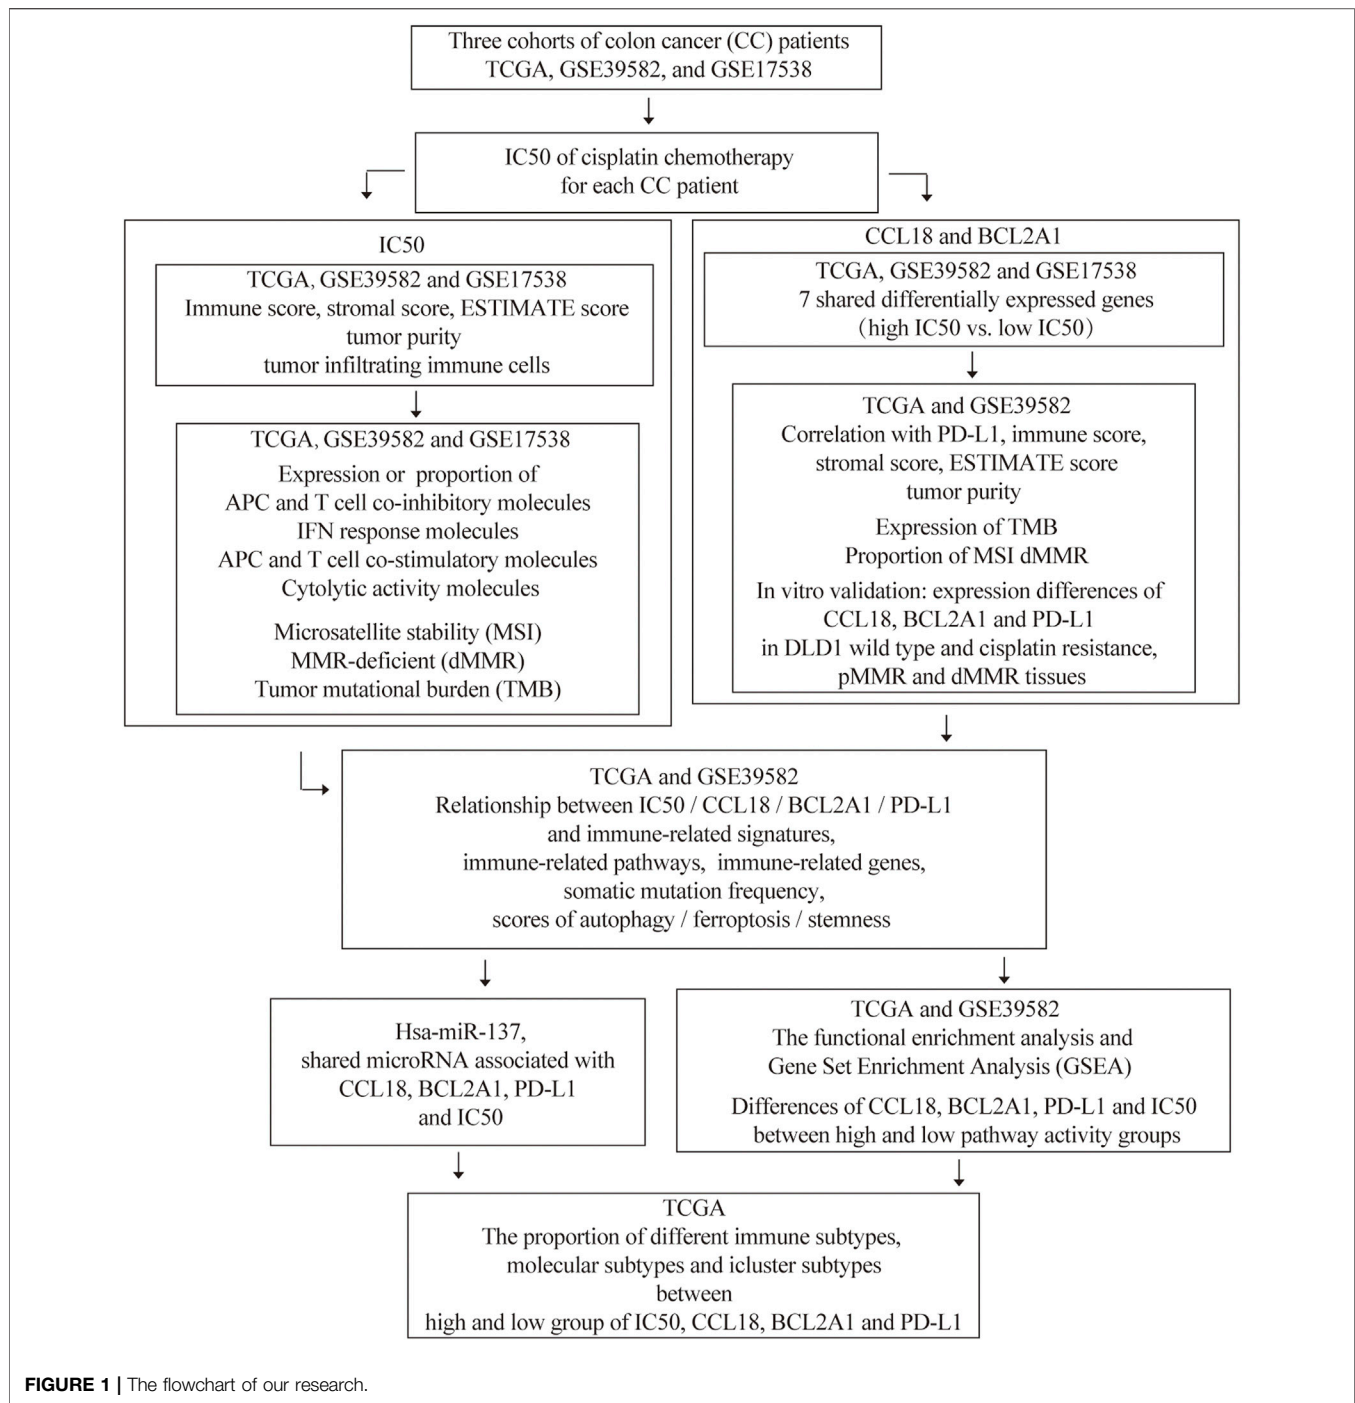 Three cohorts of colon cancer (CC) patients
TCGA, GSE39582, and GSE17538
IC50 of cisplatin chemotherapy
for each CC patient
IC50
TCGA, GSE39582 and GSE17538
Immune score, stromal score, ESTIMATE score
tumor purity
tumor infiltrating immune cells
TCGA, GSE39582 and GSE17538
Expression or proportion of
APC and T cell co-inhibitory molecules
IFN response molecules
APC and T cell co-stimulatory molecules
Cytolytic activity molecules
Microsatellite stability (MSI)
MMR-deficient (dMMR)
Tumor mutational burden (TMB)
CCL18 and BCL2A1
TCGA, GSE39582 and GSE17538
7 shared differentially expressed genes
(high IC50 vs. low IC50)
TCGA and GSE39582
Correlation with PD-L1, immune score,
stromal score, ESTIMATE score
tumor purity
Expression of TMB
Proportion of MSI dMMR
In vitro validation: expression differences of
CCL18, BCL2A1 and PD-L1
in DLD1 wild type and cisplatin resistance,
pMMR and dMMR tissues
TCGA and GSE39582
Relationship between IC50 / CCL18 / BCL2A1 / PD-L1
and immune-related signatures,
immune-related pathways, immune-related genes,
somatic mutation frequency,
scores of autophagy / ferroptosis / stemness
Hsa-miR-137,
shared microRNA associated with
CCL18, BCL2A1, PD-L1
and IC50
TCGA and GSE39582
The functional enrichment analysis and
Gene Set Enrichment Analysis (GSEA)
Differences of CCL18, BCL2A1, PD-L1 and IC50
between high and low pathway activity groups
TCGA
The proportion of different immune subtypes,
molecular subtypes and icluster subtypes
between
high and low group of IC50, CCL18, BCL2A1 and PD-L1
FIGURE 1 | The flowchart of our research.